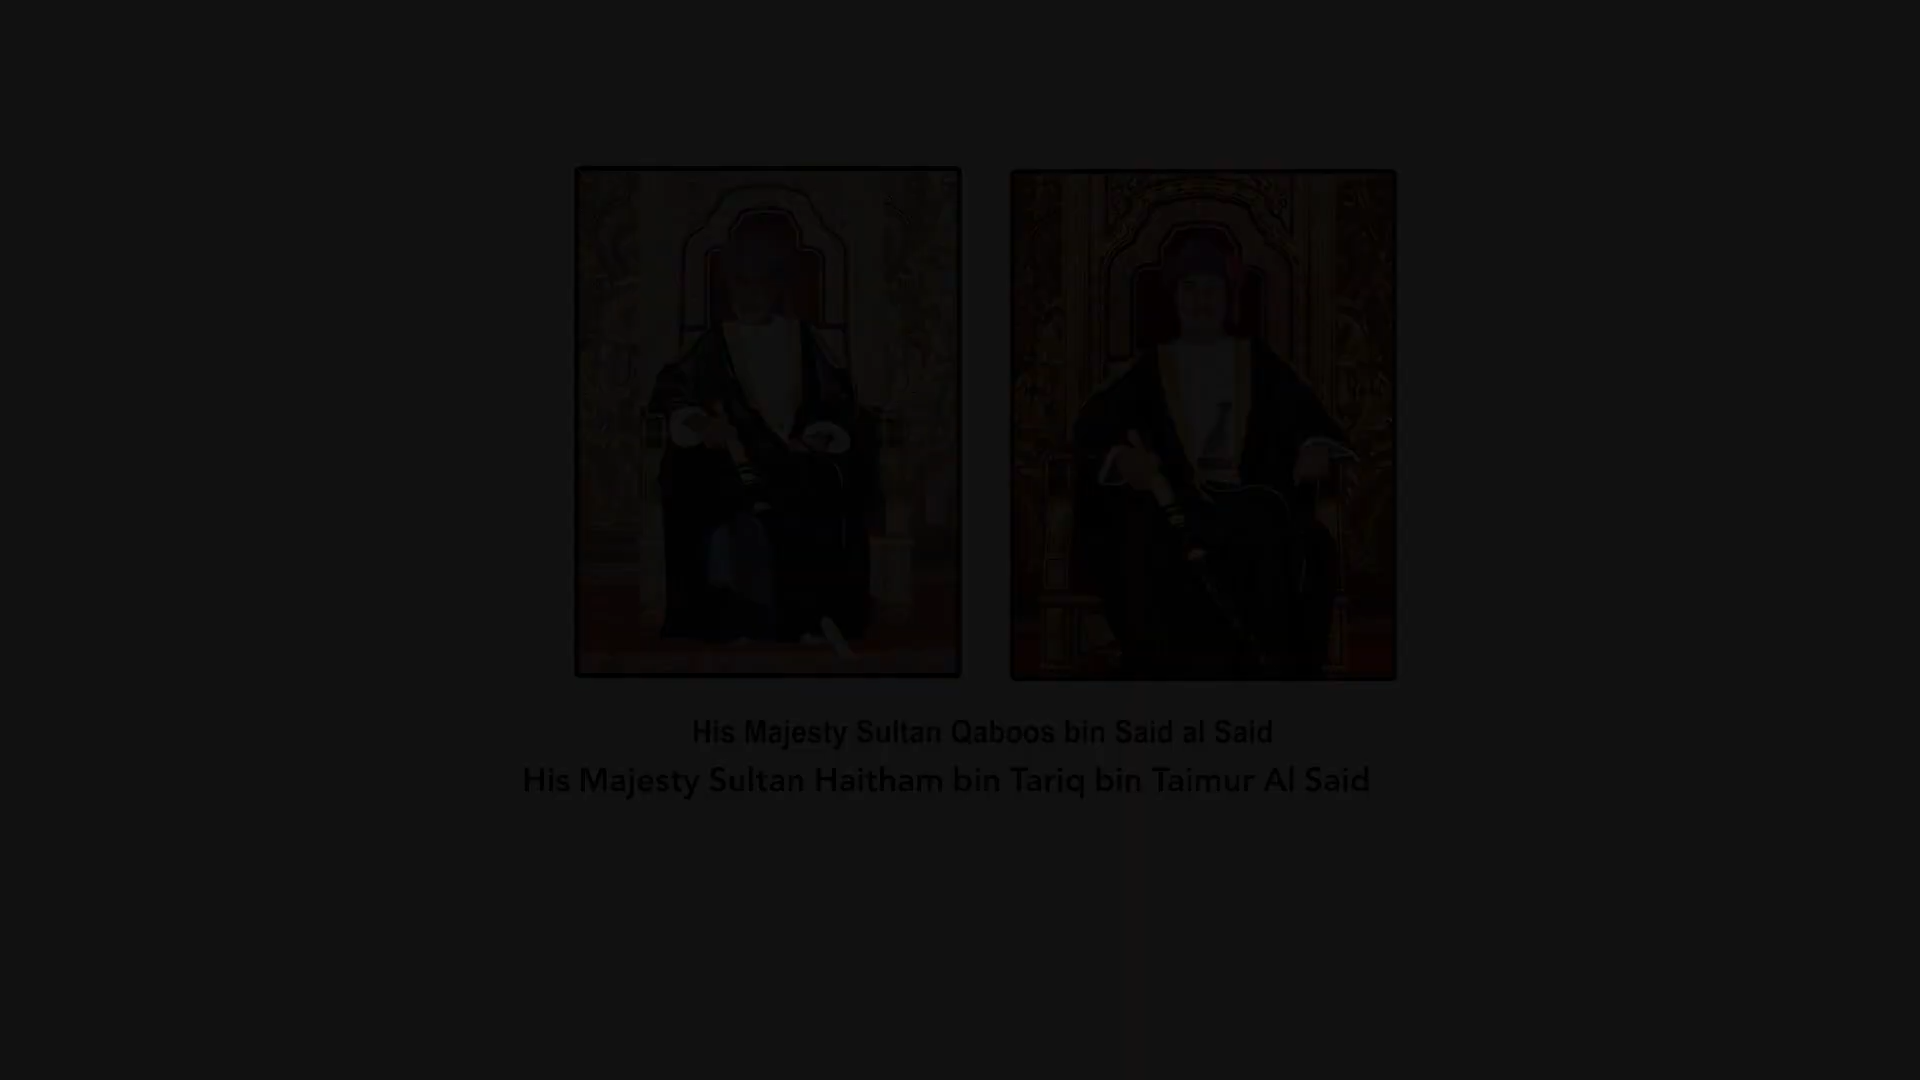 His Majesty Sultan Qaboos bin Said al Said
His Majesty Sultan Haitham bin Tariq bin Taimur Al Said